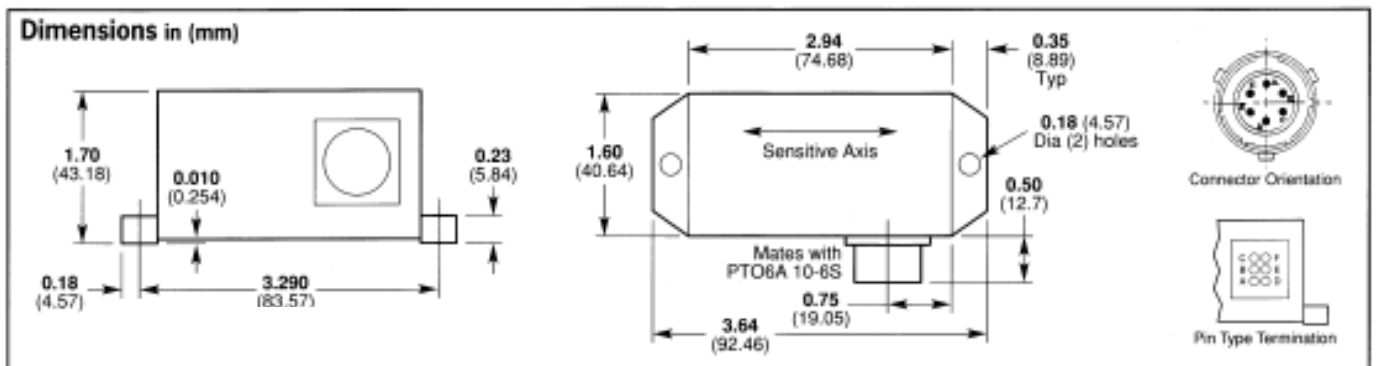 Dimensions in (mm)
1.70
(43.18)
0.010
(0.254)
0.23
(5.84)
0.18
(4.57)
3.290
(83.57)
2.94
(74.68)
0.35
(8.89)
Typ
1.60
(40.64)
Sensitive Axis
0.18 (4.57)
Dia (2) holes
0.50
(12.7)
Mates with
PTO6A 10-6S
0.75
(19.05)
3.64
(92.46)
Connector Orientation
C F
B E
A D
Pin Type Termination